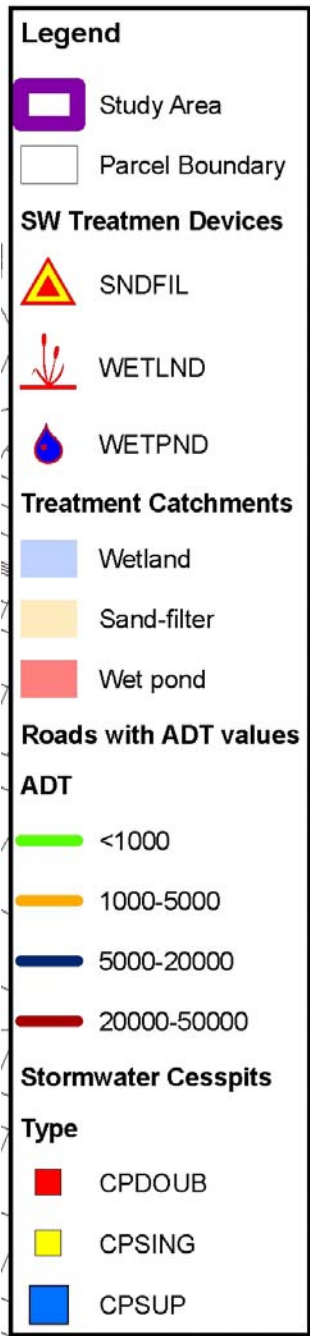 Legend
Study Area
Parcel Boundary
SW Treatmen Devices
SNDFIL
WETLND
WETPND
Treatment Catchments
Wetland
Sand-filter
Wet pond
Roads with ADT values
ADT
<1000
1000-5000
5000-20000
20000-50000
Stormwater Cesspits
Type
CPDOUB
CPSING
CPSUP